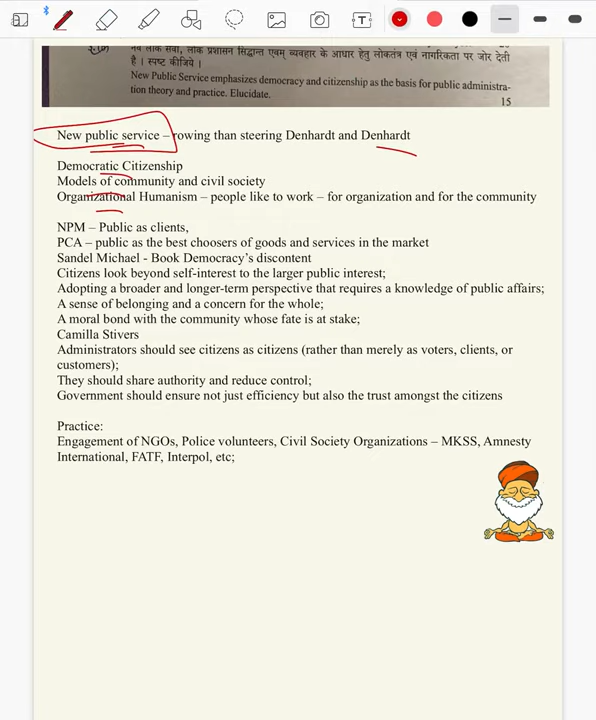 नव लोक सेवा, लोक प्रशासन सिद्धान्त एवम् व्यवहार के आधार हेतु लोकतंत्र एवं नागरिकता पर जोर देती
है । स्पष्ट कीजिये ।
New Public Service emphasizes democracy and citizenship as the basis for public administra-
tion theory and practice. Elucidate.
15
New public service – rowing than steering Denhardt and Denhardt
Democratic Citizenship
Models of community and civil society
Organizational Humanism – people like to work – for organization and for the community
NPM – Public as clients,
PCA – public as the best choosers of goods and services in the market
Sandel Michael - Book Democracy's discontent
Citizens look beyond self-interest to the larger public interest;
Adopting a broader and longer-term perspective that requires a knowledge of public affairs;
A sense of belonging and a concern for the whole;
A moral bond with the community whose fate is at stake;
Camilla Stivers
Administrators should see citizens as citizens (rather than merely as voters, clients, or
customers);
They should share authority and reduce control;
Government should ensure not just efficiency but also the trust amongst the citizens
Practice:
Engagement of NGOs, Police volunteers, Civil Society Organizations – MKSS, Amnesty
International, FATF, Interpol, etc;